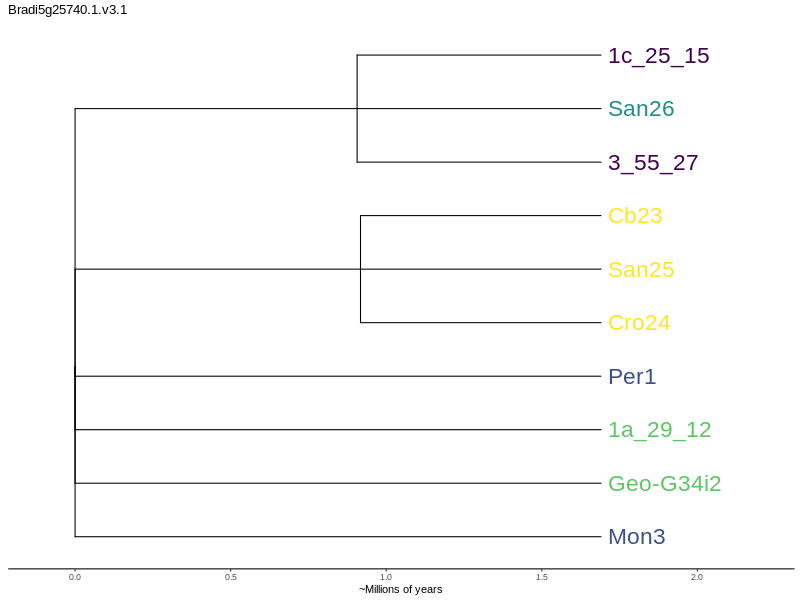 Bradi5g25740.1.v3.1
1c_25_15
San26
3_55_27
Cb23
San25
Cro24
Per1
1a_29_12
Geo-G34i2
Mon3
0.0 0.5 1.0 1.5 2.0
~Millions of years